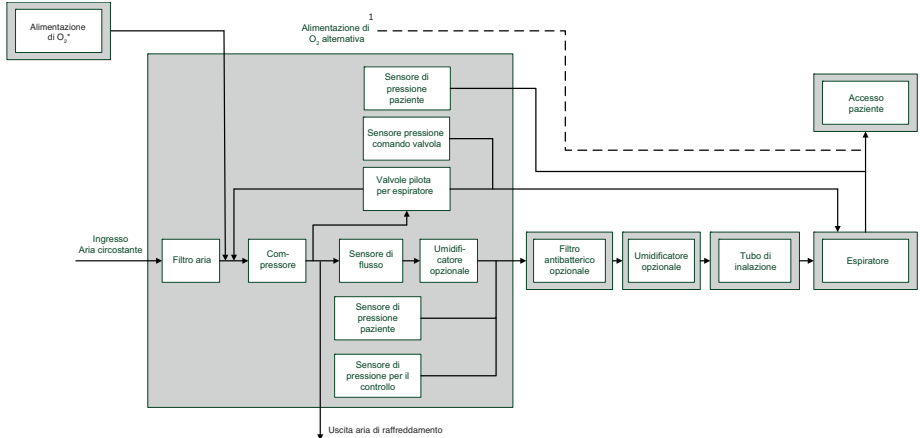 Alimentazione
di O₂*
1
Alimentazione di
O₂ alternativa
Sensore di
pressione
paziente
Accesso
paziente
Sensore pressione
comando valvola
Valvole pilota
per espiratore
Ingresso
Aria circostante
Filtro aria
Com-
pressore
Sensore di
flusso
Umidifi-
catore
opzionale
Filtro
antibatterico
opzionale
Umidificatore
opzionale
Tubo di
inalazione
Espiratore
Sensore di
pressione
paziente
Sensore di
pressione per il
controllo
Uscita aria di raffreddamento